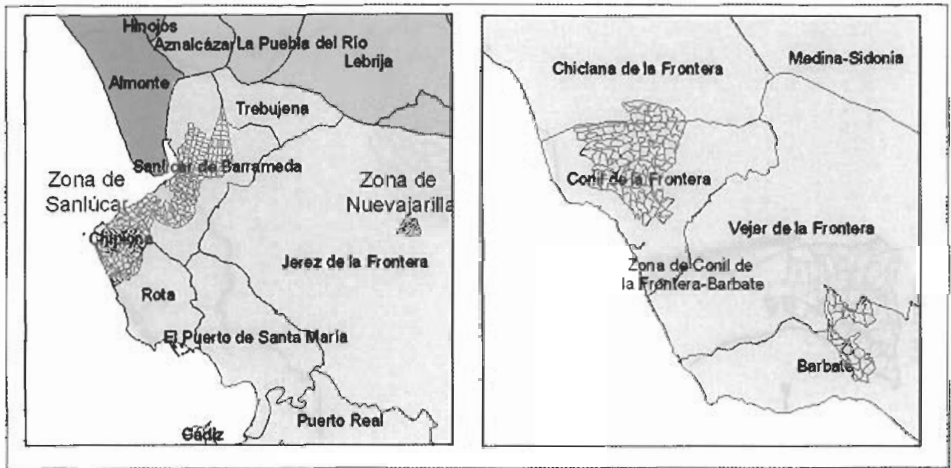 Hinojos
Aznalcázar La Puebla del Río
Lebrija
Almonte
Trebujena
Sanlúcar de Barrameda
Zona de
Sanlúcar
Zona de
Nuevajarilla
Chipiona
Jerez de la Frontera
Rota
El Puerto de Santa María
Puerto Real
Cádiz
Chiclana de la Frontera
Medina-Sidonia
Conil de la Frontera
Vejer de la Frontera
Zona de Conil de
la Frontera-Barbate
Barbate